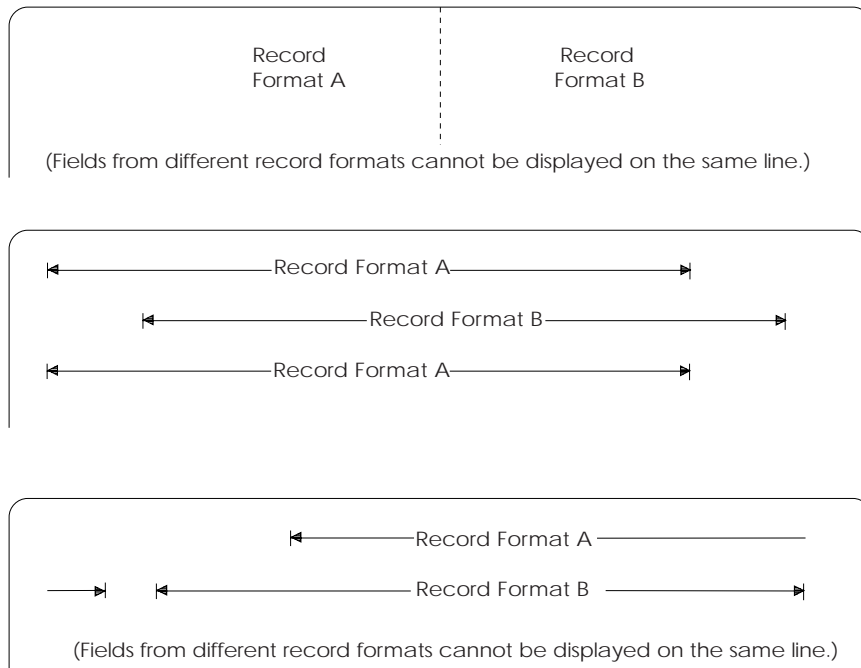 Record Record
Format A Format B
(Fields from different record formats cannot be displayed on the same line.)
Record Format A
Record Format B
Record Format A
Record Format A
Record Format B
(Fields from different record formats cannot be displayed on the same line.)